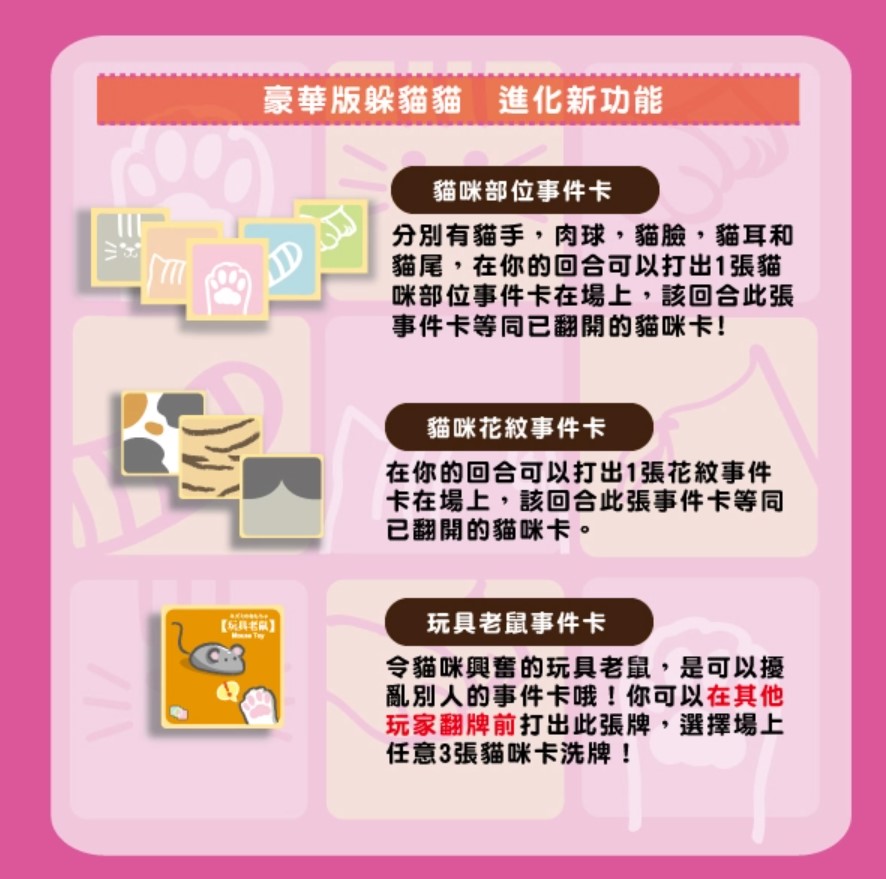 豪華版躲貓貓　進化新功能
貓咪部位事件卡
分別有貓手，肉球，貓臉，貓耳和
貓尾，在你的回合可以打出1張貓
咪部位事件卡在場上，該回合此張
事件卡等同已翻開的貓咪卡！
貓咪花紋事件卡
在你的回合可以打出1張花紋事件
卡在場上，該回合此張事件卡等同
已翻開的貓咪卡。
【玩具老鼠】
Mouse Toy
玩具老鼠事件卡
令貓咪興奮的玩具老鼠，是可以擾
亂別人的事件卡哦！你可以在其他
玩家翻牌前打出此張牌，選擇場上
任意3張貓咪卡洗牌！